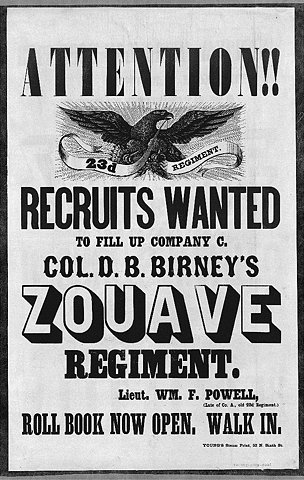 ATTENTION!!
23d REGIMENT.
RECRUITS WANTED
TO FILL UP COMPANY C.
COL. D. B. BIRNEY'S
ZOUAVE
REGIMENT.
Lieut. WM. F. POWELL,
(Late of Co. A., old 23d Regiment.)
ROLL BOOK NOW OPEN. WALK IN.
YOUNG'S Steam Print, 52 N. Sixth St.